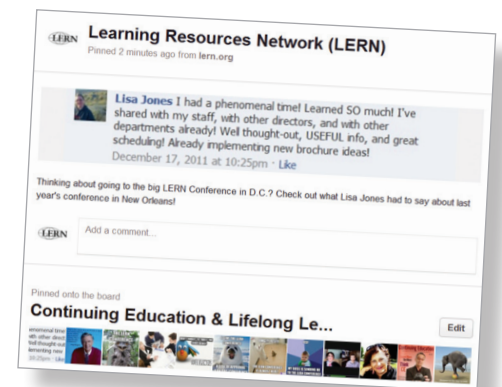 LERN
Learning Resources Network (LERN)
Pinned 2 minutes ago from lern.org
Lisa Jones I had a phenomenal time! Learned SO much! I've
shared with my staff, with other directors, and with other
departments already! Well thought-out, USEFUL info, and great
scheduling! Already implementing new brochure ideas!
December 17, 2011 at 10:25pm · Like
Thinking about going to the big LERN Conference in D.C.? Check out what Lisa Jones had to say about last
year's conference in New Orleans!
LERN
Add a comment...
Pinned onto the board
Continuing Education & Lifelong Le...
Edit